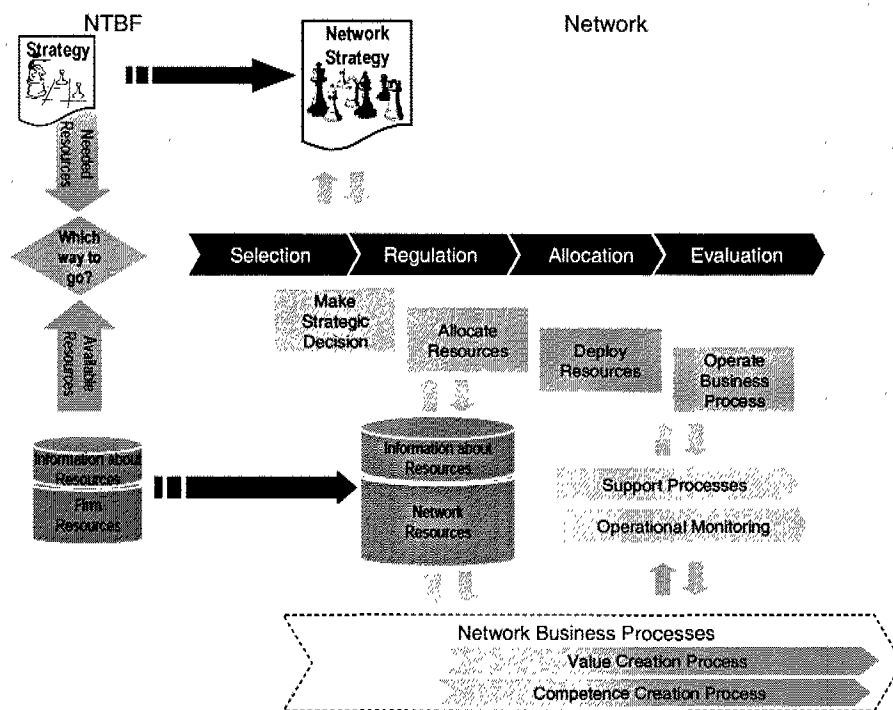 NTBF
Network
Strategy
Network
Strategy
Needed
Resources
Which
way to
go?
Available
Resources
Selection
Regulation
Allocation
Evaluation
Make
Strategic
Decision
Allocate
Resources
Deploy
Resources
Operate
Business
Process
Information about
Resources
Firm
Resources
Information about
Resources
Network
Resources
Support Processes
Operational Monitoring
Network Business Processes
Value Creation Process
Competence Creation Process